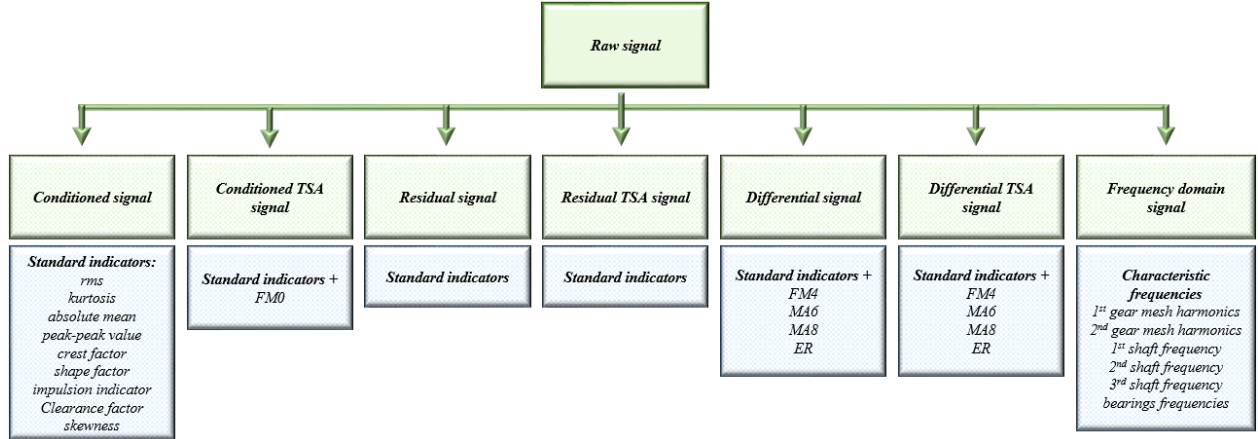 Raw signal
Conditioned signal
Conditioned TSA
signal
Residual signal
Residual TSA signal
Differential signal
Differential TSA
signal
Frequency domain
signal
Standard indicators:
rms
kurtosis
absolute mean
peak-peak value
crest factor
shape factor
impulsion indicator
Clearance factor
skewness
Standard indicators +
FM0
Standard indicators
Standard indicators
Standard indicators +
FM4
MA6
MA8
ER
Standard indicators +
FM4
MA6
MA8
ER
Characteristic
frequencies
1st gear mesh harmonics
2nd gear mesh harmonics
1st shaft frequency
2nd shaft frequency
3rd shaft frequency
bearings frequencies